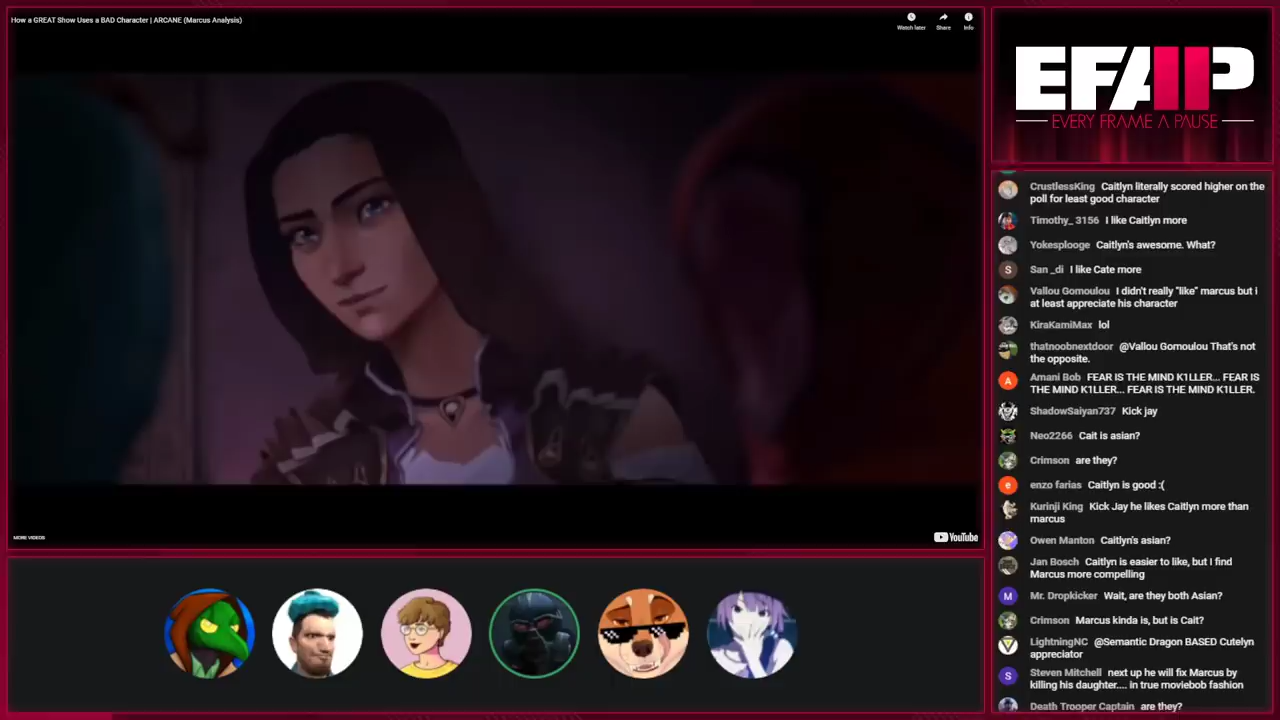 How a GREAT Show Uses a BAD Character | ARCANE (Marcus Analysis)
Watch later
Share
Info
MORE VIDEOS
YouTube
EFAP
EVERY FRAME A PAUSE
CrustlessKing Caitlyn literally scored higher on the
poll for least good character
Timothy_ 3156 I like Caitlyn more
Yokesplooge Caitlyn's awesome. What?
S
San _di I like Cate more
Vallou Gomoulou I didn't really "like" marcus but i
at least appreciate his character
KiraKamiMax lol
thatnoobnextdoor @Vallou Gomoulou That's not
the opposite.
A
Amani Bob FEAR IS THE MIND K1LLER... FEAR IS
THE MIND K1LLER... FEAR IS THE MIND K1LLER.
ShadowSaiyan737 Kick jay
Neo2266 Cait is asian?
Crimson are they?
e
enzo farias Caitlyn is good :(
Kurinji King Kick Jay he likes Caitlyn more than
marcus
Owen Manton Caitlyn's asian?
Jan Bosch Caitlyn is easier to like, but I find
Marcus more compelling
M
Mr. Dropkicker Wait, are they both Asian?
Crimson Marcus kinda is, but is Cait?
LightningNC @Semantic Dragon BASED Cutelyn
appreciator
S
Steven Mitchell next up he will fix Marcus by
killing his daughter.... in true moviebob fashion
Death Trooper Captain are they?